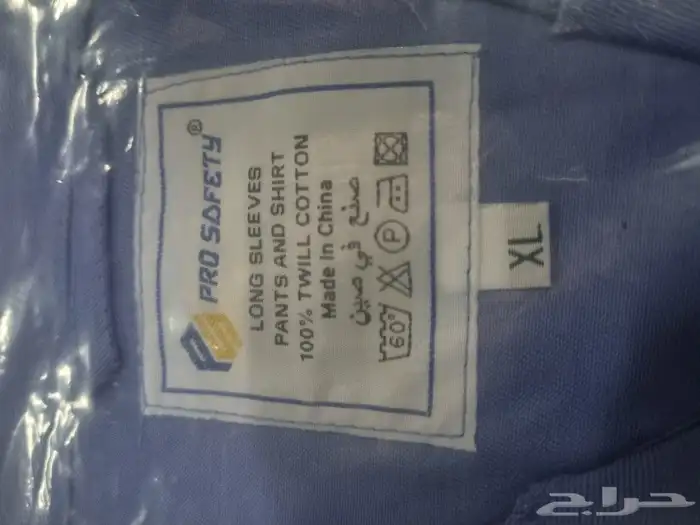 PRO SAFETY®
LONG SLEEVES
PANTS AND SHIRT
100% TWILL COTTON
Made In China
صنع في صين
60°
P
XL
حراج